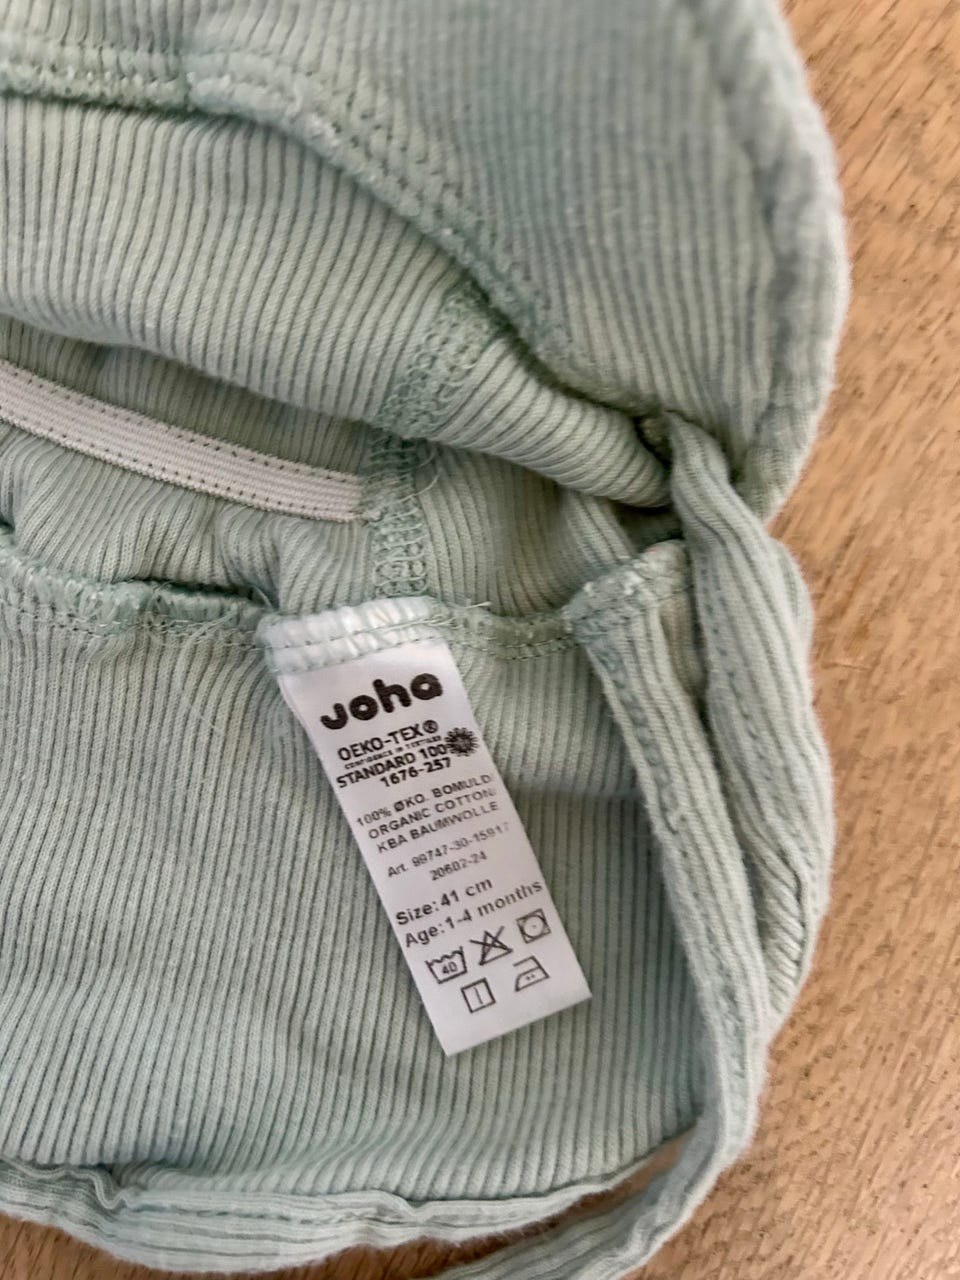 Joha
OEKO-TEX®
CONFIDENCE IN TEXTILES
STANDARD 100
1676-257
100% ØKO. BOMULD/
ORGANIC COTTON/
KBA BAUMWOLLE
Art. 99747-30-15917
20602-24
Size: 41 cm
Age: 1-4 months
40